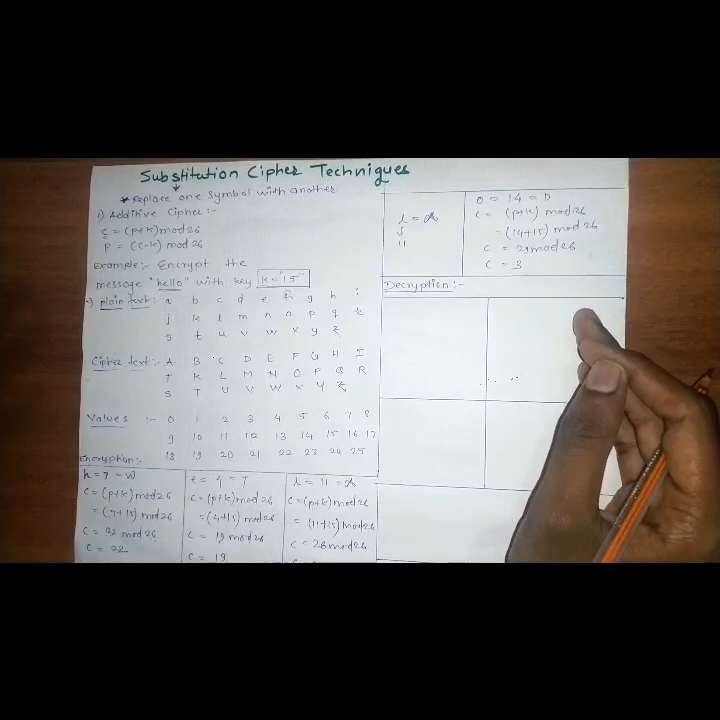 Substitution Cipher Techniques
* Replace one symbol with another
1) Additive Cipher:-
C = (p+k) mod 26
P = (c-k) mod 26
Example:- Encrypt the
message "hello" with key k="15"
plain text:- a b c d e f g h i
j k l m n o p q r
s t u v w x y z
Cipher text:- A B C D E F G H I
J K L M N O P Q R
S T U V W X Y Z
Values :- 0 1 2 3 4 5 6 7 8
9 10 11 12 13 14 15 16 17
18 19 20 21 22 23 24 25
Encryption:-
h = 7 - W
C = (p+k) mod 26
= (7+15) mod 26
C = 22 mod 26
C = 22
e = 4 = T
C = (p+k) mod 26
= (4+15) mod 26
C = 19 mod 26
C = 19
l = 11 = A
C = (p+k) mod 26
= (11+15) mod 26
C = 26 mod 26
l = A
11
O = 14 = D
C = (p+k) mod 26
= (14+15) mod 26
C = 29 mod 26
C = 3
Decryption:-